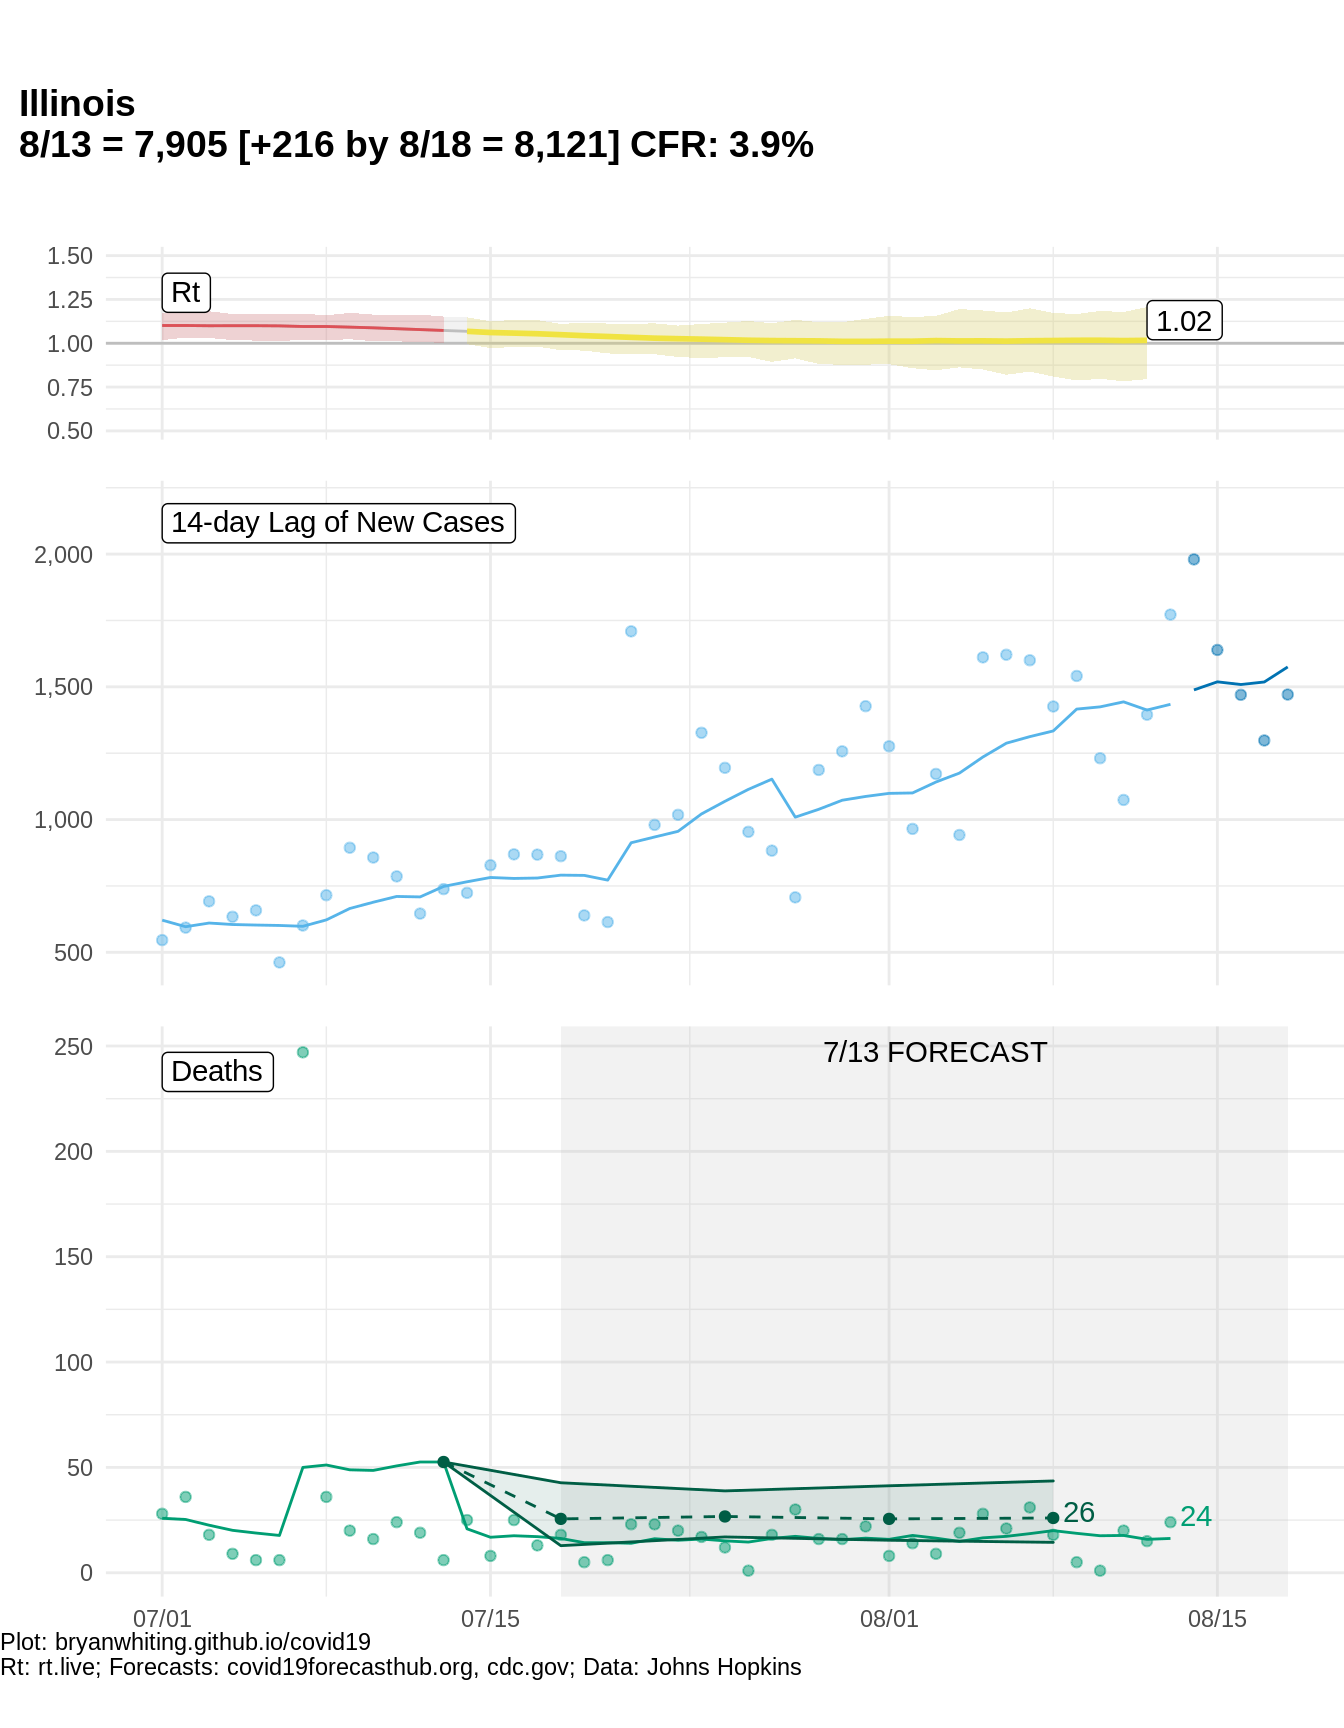 Illinois
8/13 = 7,905 [+216 by 8/18 = 8,121] CFR: 3.9%
1.50
1.25
1.00
0.75
0.50
Rt
1.02
14-day Lag of New Cases
2,000
1,500
1,000
500
250
200
150
100
50
0
Deaths
7/13 FORECAST
26
24
07/01 07/15 08/01 08/15
Plot: bryanwhiting.github.io/covid19
Rt: rt.live; Forecasts: covid19forecasthub.org, cdc.gov; Data: Johns Hopkins